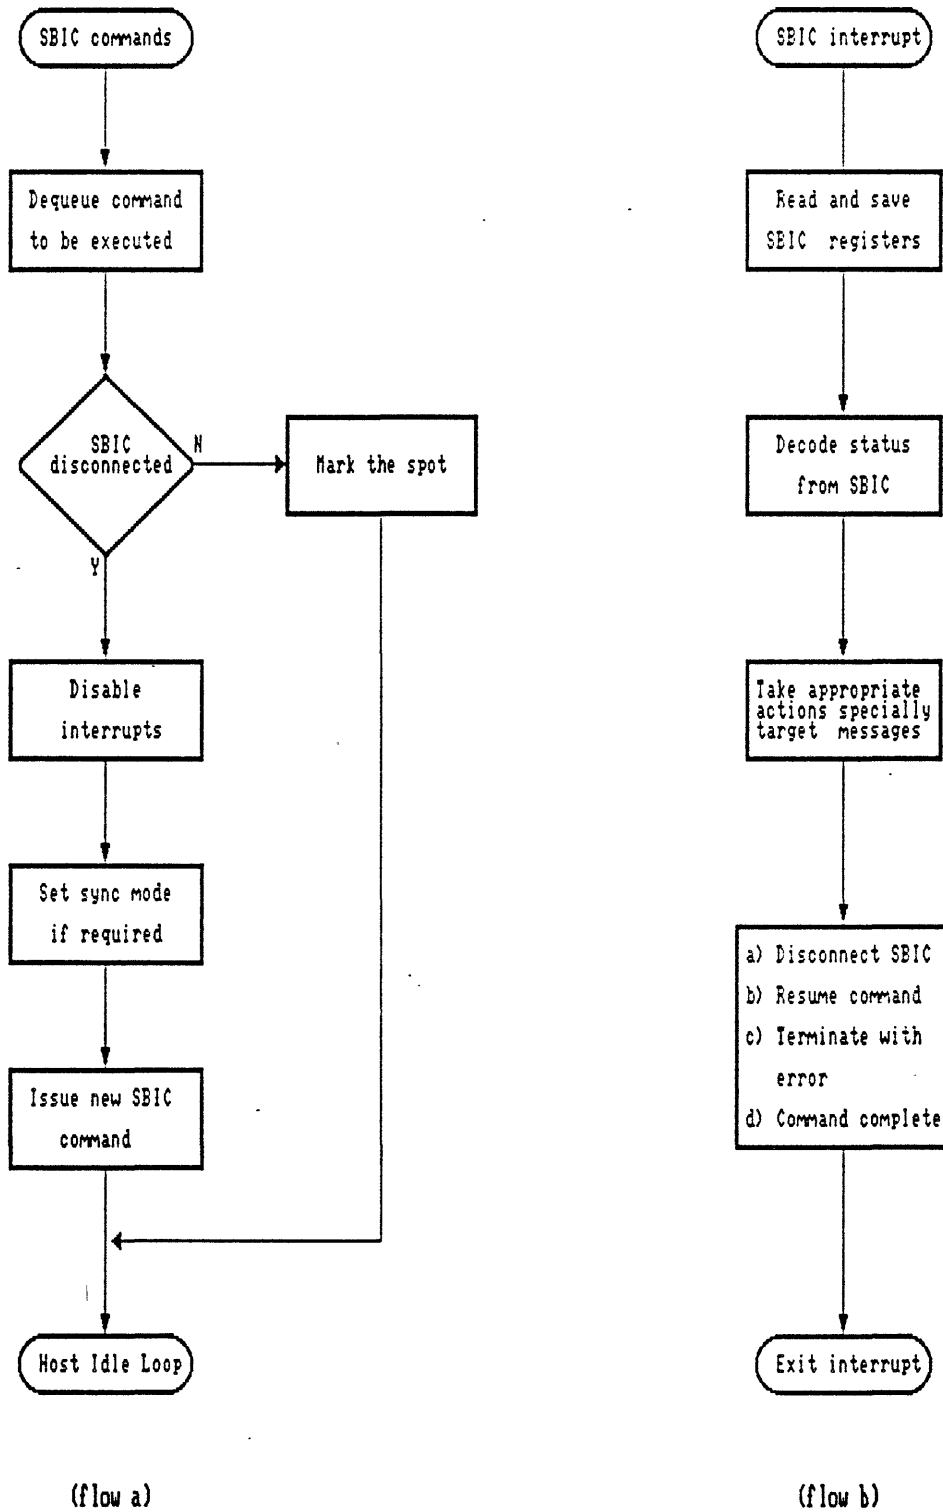 SBIC commands
Dequeue command
to be executed
SBIC
disconnected
N
Mark the spot
Y
Disable
interrupts
Set sync mode
if required
Issue new SBIC
command
Host Idle Loop
(flow a)
SBIC interrupt
Read and save
SBIC registers
Decode status
from SBIC
Take appropriate
actions specially
target messages
a) Disconnect SBIC
b) Resume command
c) Terminate with
error
d) Command complete
Exit interrupt
(flow b)